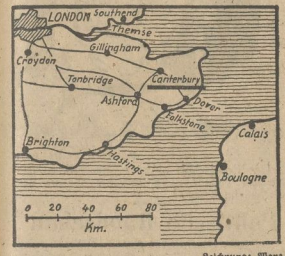 LONDON
Southend
Themse
Gillingham
Croydon
Canterbury
Tonbridge
Ashford
Dover
Folkstone
Calais
Brighton
Hastings
Boulogne
0 20 40 60 80
Km.